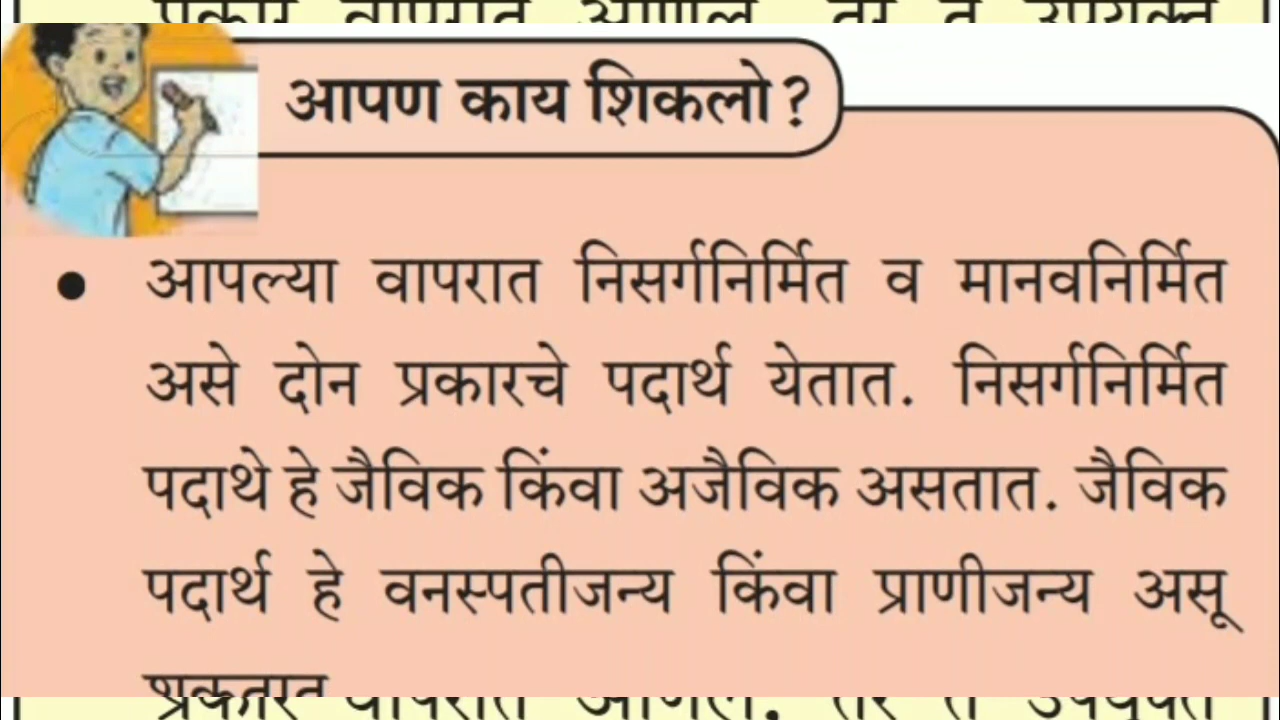 आपण काय शिकलो?
● आपल्या वापरात निसर्गनिर्मित व मानवनिर्मित
असे दोन प्रकारचे पदार्थ येतात. निसर्गनिर्मित
पदाथे हे जैविक किंवा अजैविक असतात. जैविक
पदार्थ हे वनस्पतीजन्य किंवा प्राणीजन्य असू